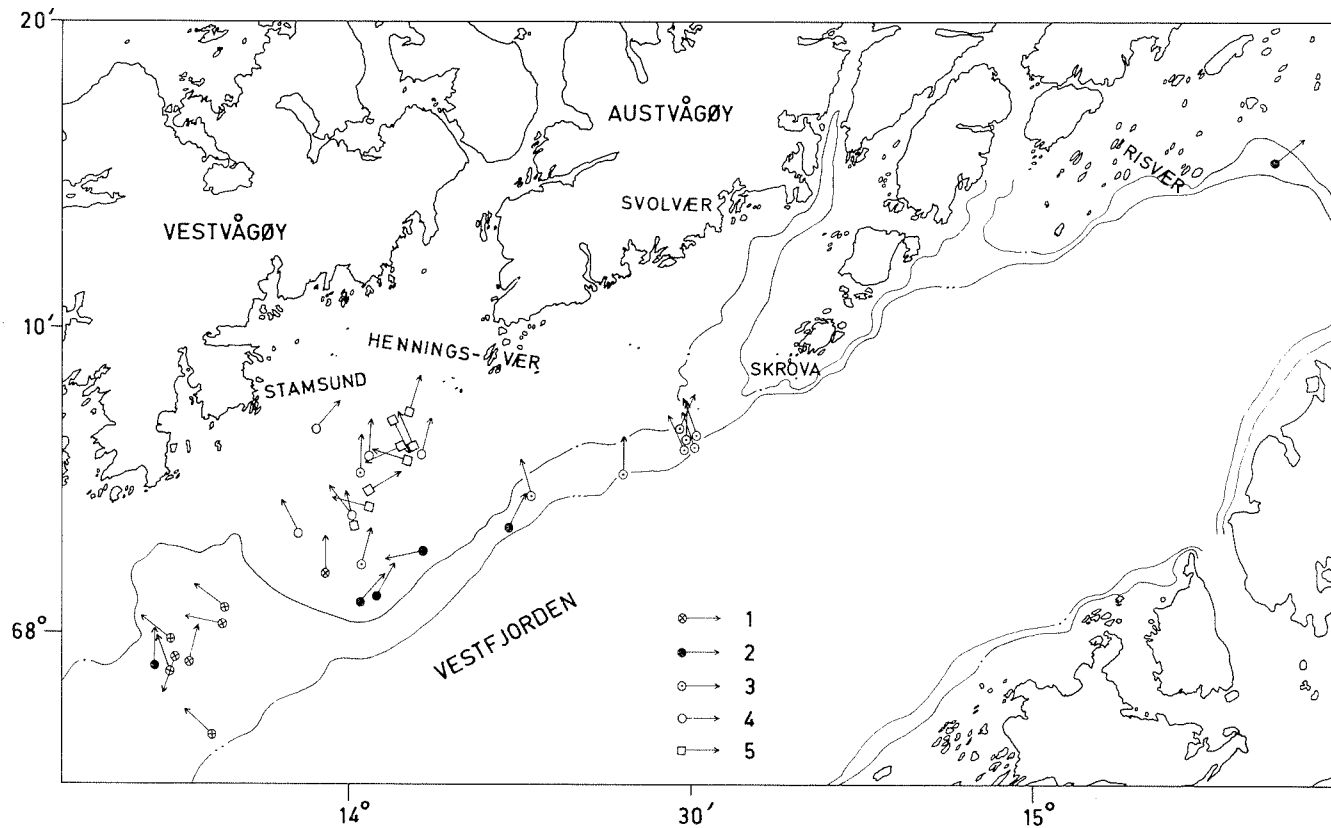 20′
AUSTVÅGØY
RISVÆR
SVOLVÆR
VESTVÅGØY
10′
HENNINGS-VÆR
SKROVA
STAMSUND
68°
VESTFJORDEN
1
2
3
4
5
14°
30′
15°